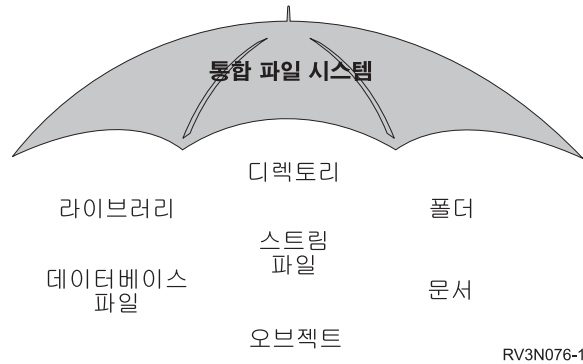 통합 파일 시스템
디렉토리
라이브러리
폴더
스트림
파일
데이터베이스
파일
문서
오브젝트
RV3N076-1